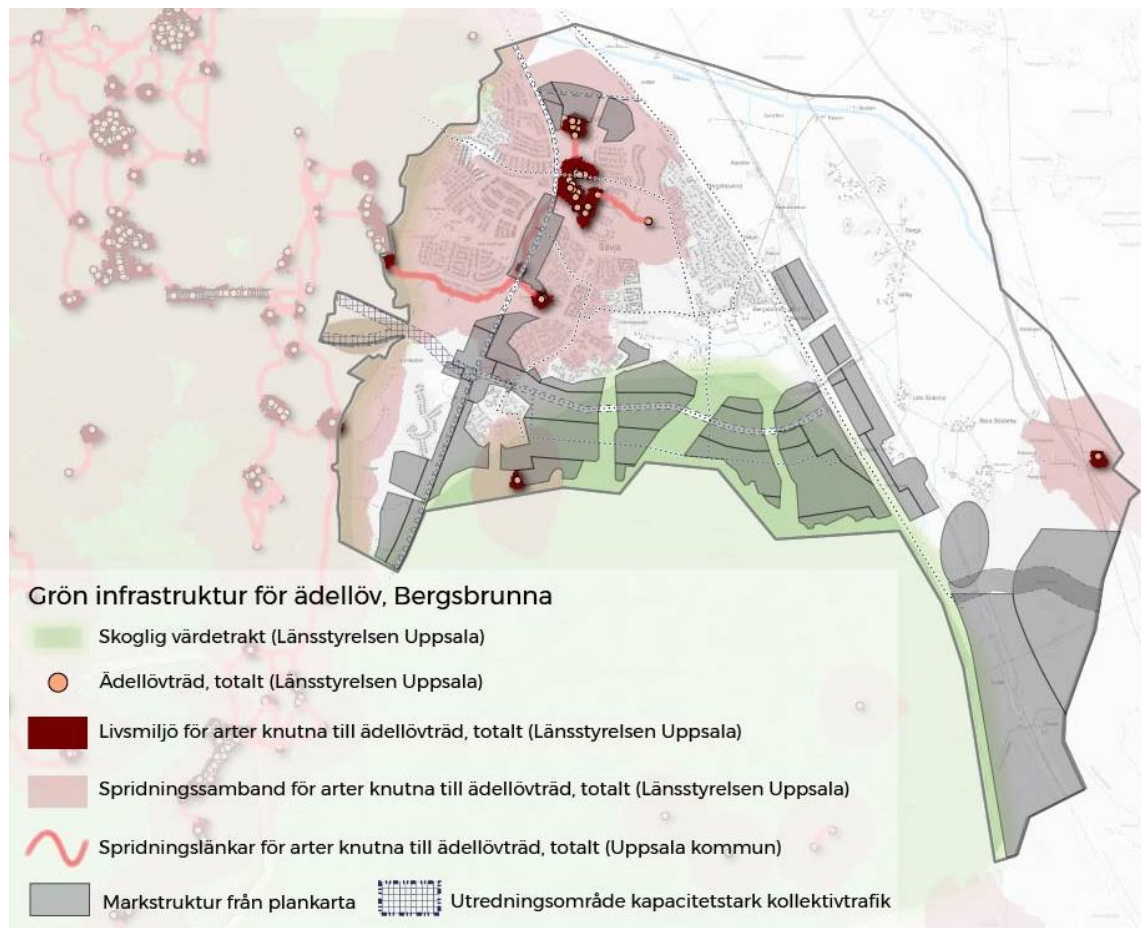 Sävja
Grön infrastruktur för ädellöv, Bergsbrunna
Skoglig värdetrakt (Länsstyrelsen Uppsala)
Ädellövträd, totalt (Länsstyrelsen Uppsala)
Livsmiljö för arter knutna till ädellövträd, totalt (Länsstyrelsen Uppsala)
Spridningssamband för arter knutna till ädellövträd, totalt (Länsstyrelsen Uppsala)
Spridningslänkar för arter knutna till ädellövträd, totalt (Uppsala kommun)
Markstruktur från plankarta
Utredningsområde kapacitetstark kollektivtrafik